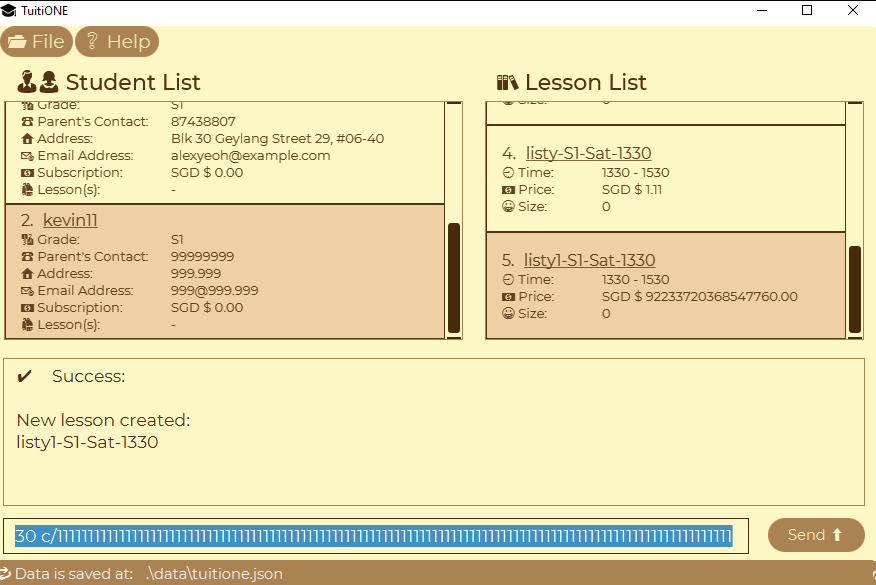 TuitiONE
File Help
Student List
Grade: S1
Parent's Contact: 87438807
Address: Blk 30 Geylang Street 29, #06-40
Email Address: alexyeoh@example.com
Subscription: SGD $ 0.00
Lesson(s): -
2. kevin11
Grade: S1
Parent's Contact: 99999999
Address: 999.999
Email Address: 999@999.999
Subscription: SGD $ 0.00
Lesson(s): -
Lesson List
Size: 0
4. listy-S1-Sat-1330
Time: 1330 - 1530
Price: SGD $ 1.11
Size: 0
5. listy1-S1-Sat-1330
Time: 1330 - 1530
Price: SGD $ 92233720368547760.00
Size: 0
✔ Success:
New lesson created:
listy1-S1-Sat-1330
30 c/
Send
Data is saved at: .\data\tuitione.json